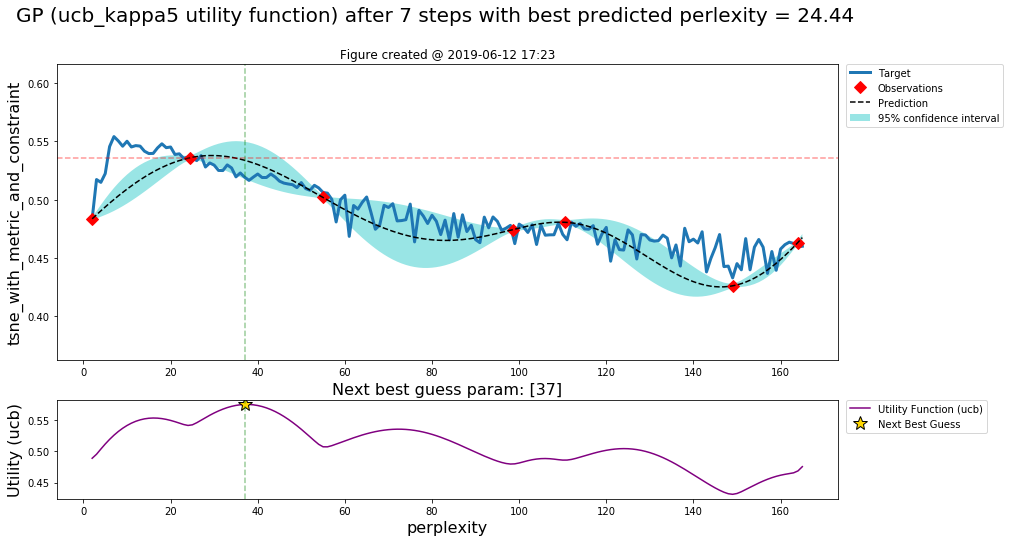 GP (ucb_kappa5 utility function) after 7 steps with best predicted perlexity = 24.44
Figure created @ 2019-06-12 17:23
tsne_with_metric_and_constraint
0.60
0.55
0.50
0.45
0.40
0 20 40 60 80 100 120 140 160
Target
Observations
Prediction
95% confidence interval
Next best guess param: [37]
Utility (ucb)
0.55
0.50
0.45
0 20 40 60 80 100 120 140 160
perplexity
Utility Function (ucb)
Next Best Guess